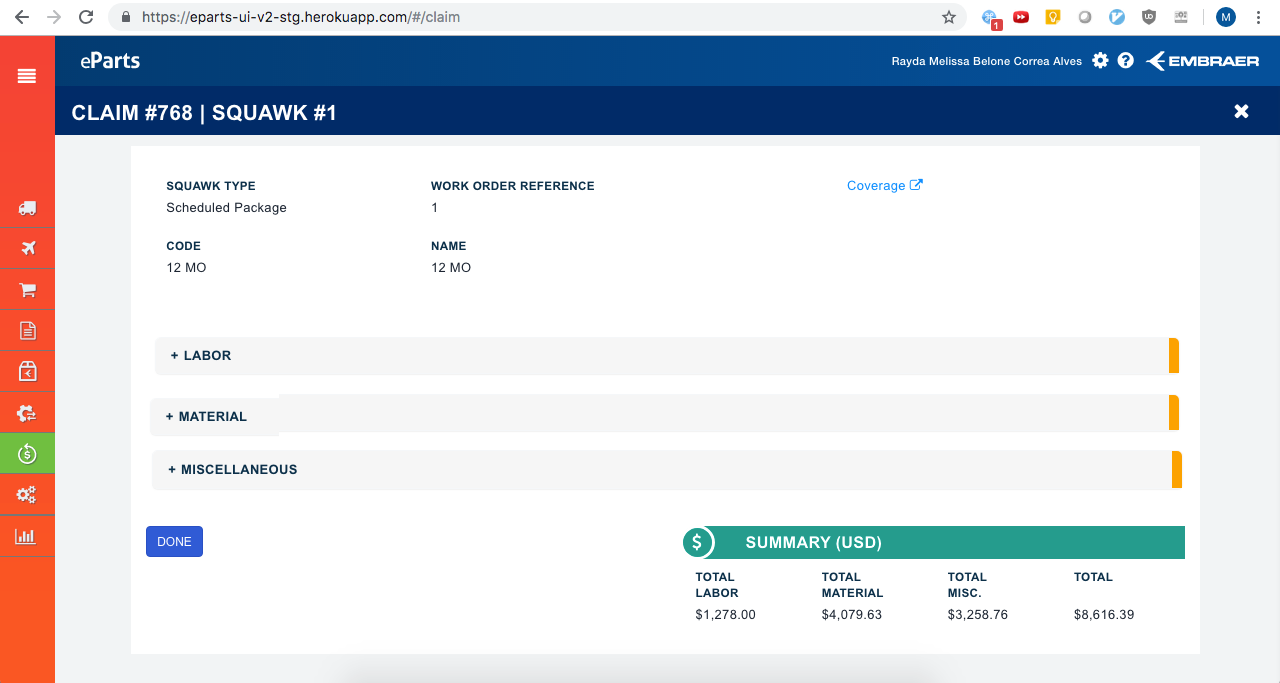 https://eparts-ui-v2-stg.herokuapp.com/#/claim
1
UD
M
eParts
Rayda Melissa Belone Correa Alves
EMBRAER
CLAIM #768 | SQUAWK #1
SQUAWK TYPE
WORK ORDER REFERENCE
Coverage
Scheduled Package
1
CODE
NAME
12 MO
12 MO
+ LABOR
+ MATERIAL
+ MISCELLANEOUS
DONE
$ SUMMARY (USD)
TOTAL LABOR
TOTAL MATERIAL
TOTAL MISC.
TOTAL
$1,278.00
$4,079.63
$3,258.76
$8,616.39